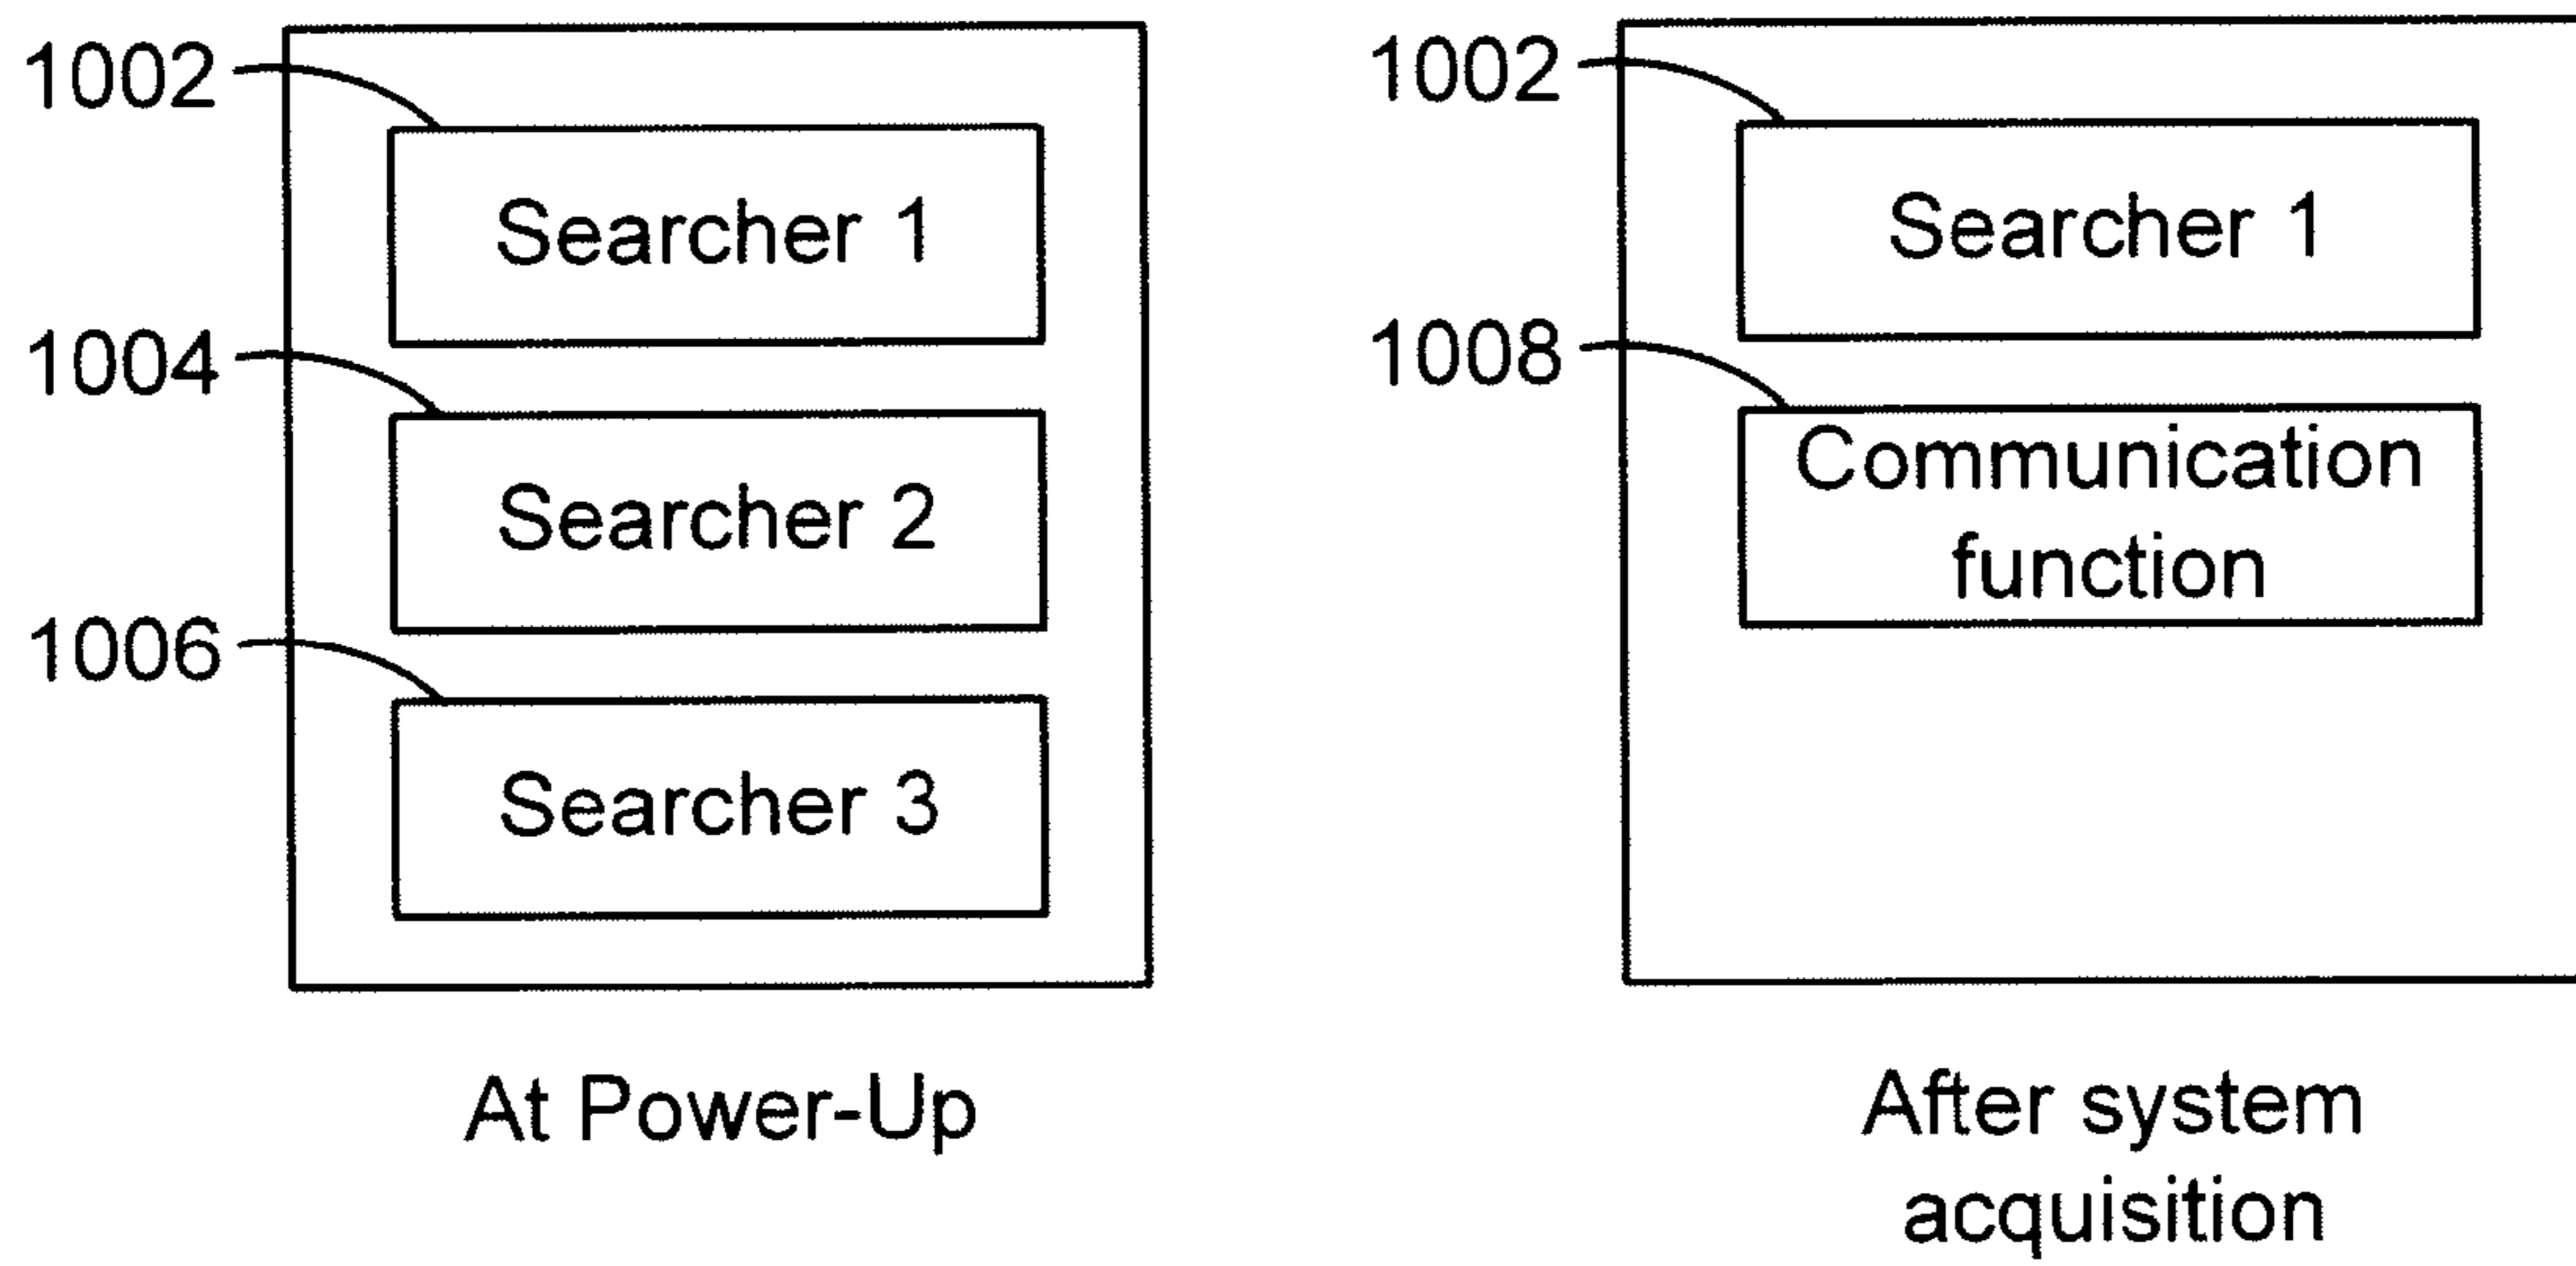 1002
Searcher 1
1004
Searcher 2
1006
Searcher 3
At Power-Up
1002
Searcher 1
1008
Communication
function
After system
acquisition